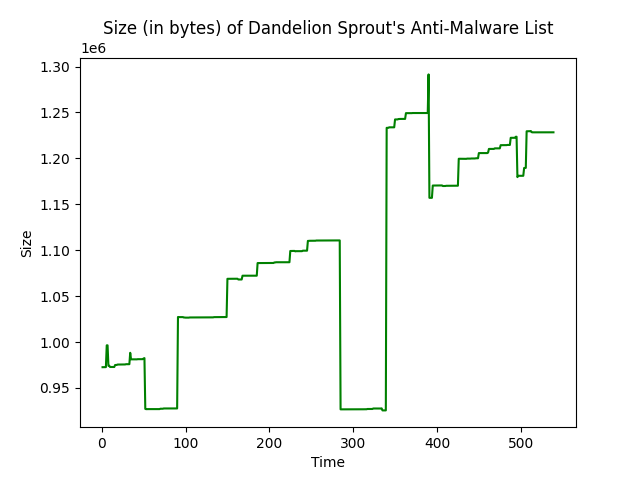 Size (in bytes) of Dandelion Sprout's Anti-Malware List
1e6
1.30
1.25
1.20
1.15
1.10
1.05
1.00
0.95
Size
0 100 200 300 400 500
Time